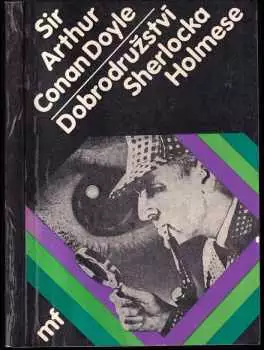 Sir
Arthur
Conan Doyle
Dobrodružství
Sherlocka
Holmese
mf